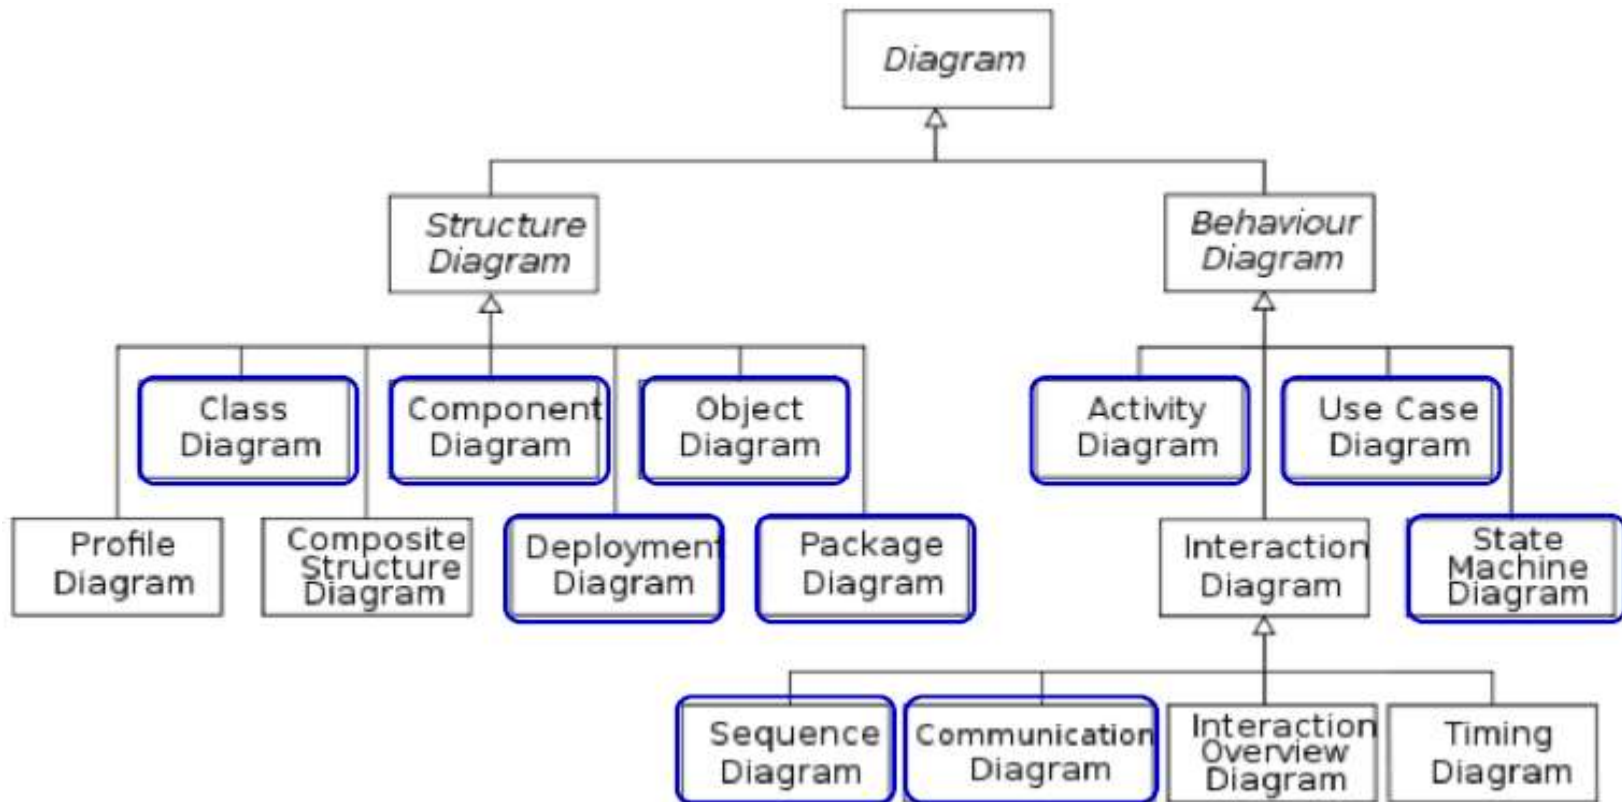 Diagram
Structure
Diagram
Behaviour
Diagram
Class
Diagram
Component
Diagram
Object
Diagram
Activity
Diagram
Use Case
Diagram
Profile
Diagram
Composite
Structure
Diagram
Deployment
Diagram
Package
Diagram
Interaction
Diagram
State
Machine
Diagram
Sequence
Diagram
Communication
Diagram
Interaction
Overview
Diagram
Timing
Diagram